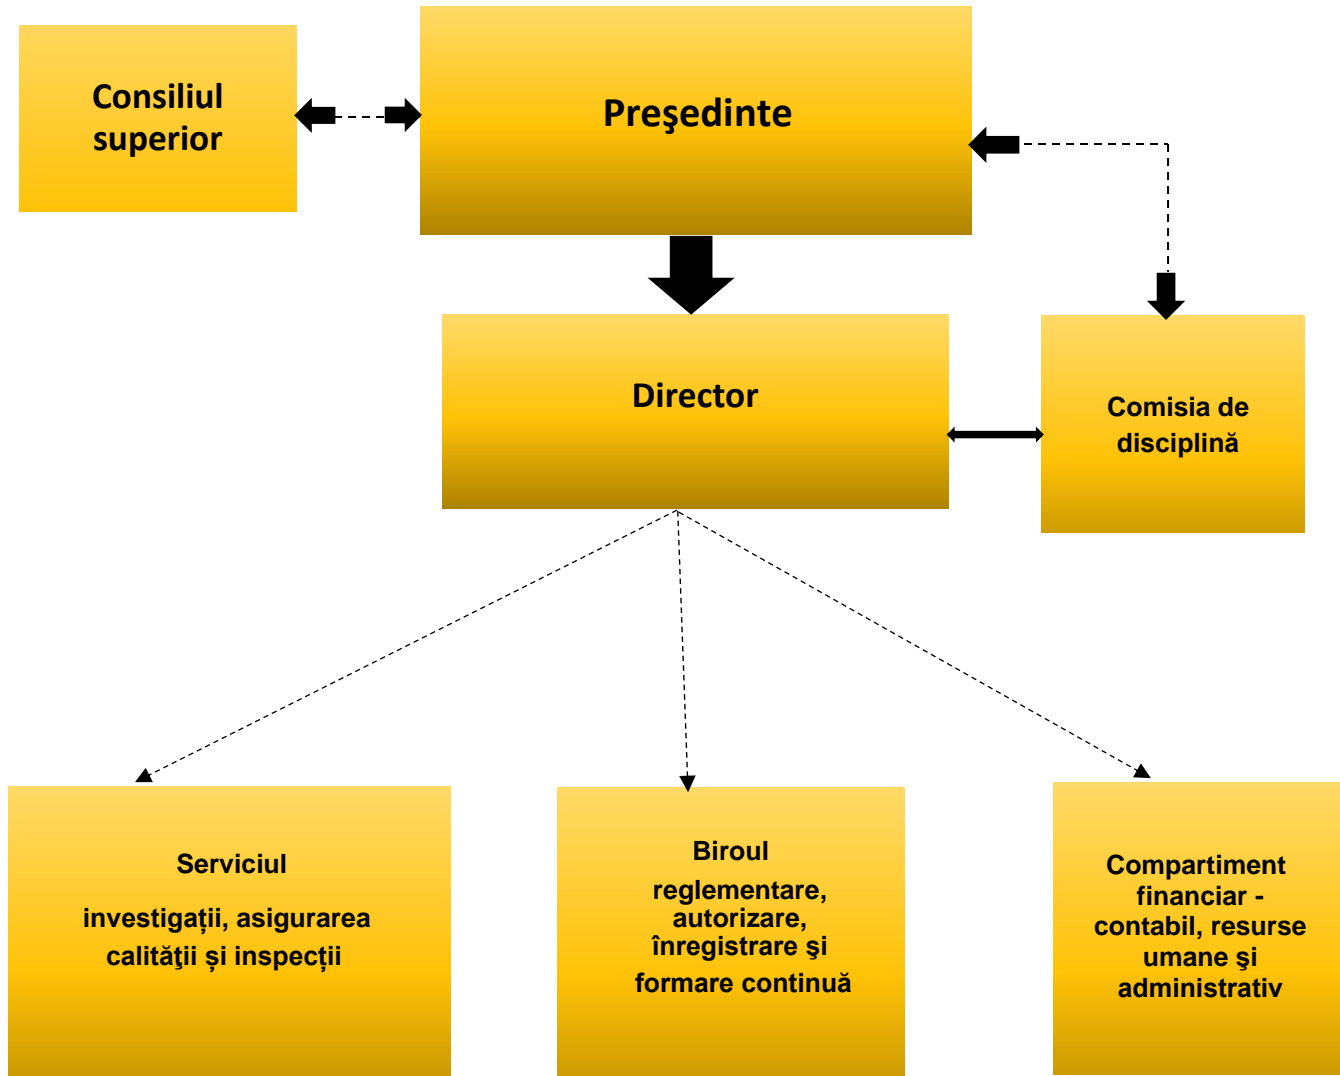 Consiliul
superior
Preşedinte
Director
Comisia de
disciplină
Serviciul
investigații, asigurarea
calităţii și inspecții
Biroul
reglementare,
autorizare,
înregistrare şi
formare continuă
Compartiment
financiar -
contabil, resurse
umane şi
administrativ